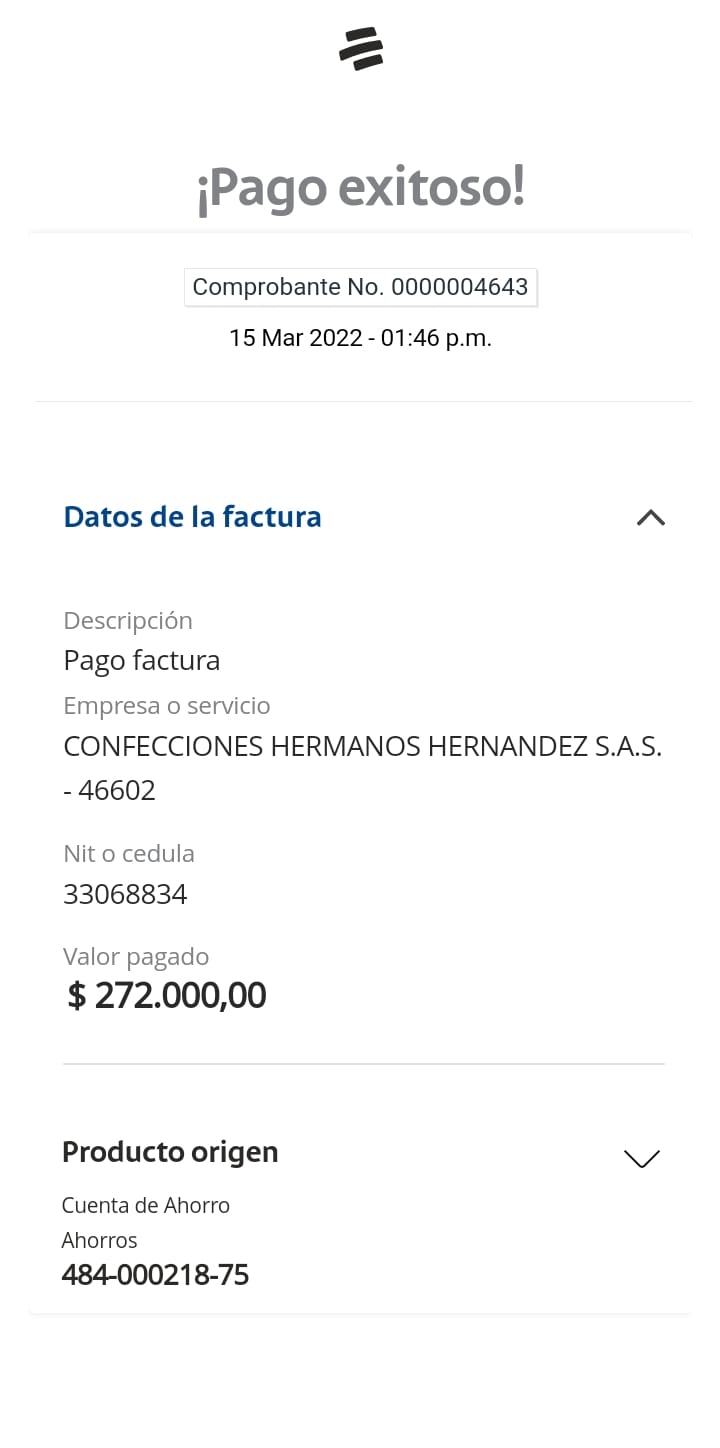 ¡Pago exitoso!
Comprobante No. 0000004643
15 Mar 2022 - 01:46 p.m.
Datos de la factura
Descripción
Pago factura
Empresa o servicio
CONFECCIONES HERMANOS HERNANDEZ S.A.S.
- 46602
Nit o cedula
33068834
Valor pagado
$ 272.000,00
Producto origen
Cuenta de Ahorro
Ahorros
484-000218-75